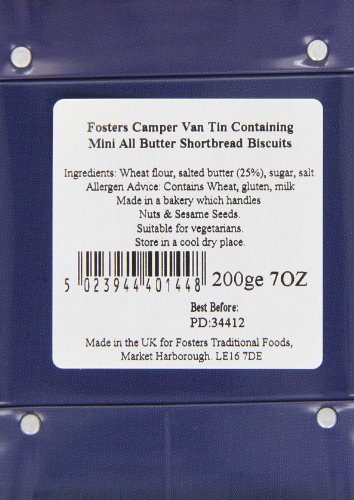 Fosters Camper Van Tin Containing
Mini All Butter Shortbread Biscuits
Ingredients: Wheat flour, salted butter (25%), sugar, salt.
Allergen Advice: Contains Wheat, gluten, milk
Made in a bakery which handles
Nuts & Sesame Seeds.
Suitable for vegetarians.
Store in a cool dry place.
5 023944 401448
200ge 7OZ
Best Before:
PD:34412
Made in the UK for Fosters Traditional Foods,
Market Harborough. LE16 7DE